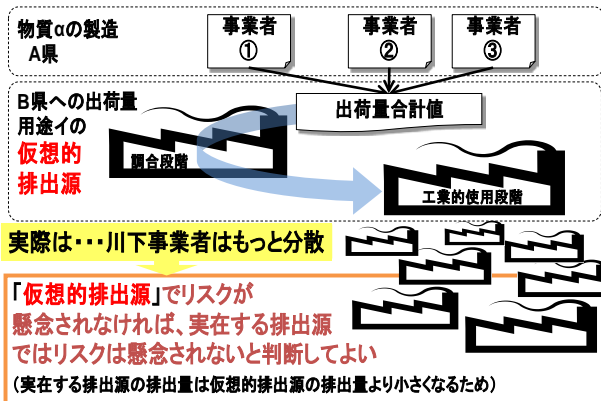 物質αの製造
A県
事業者
①
事業者
②
事業者
③
B県への出荷量
用途イの
仮想的
排出源
出荷量合計値
調合段階
工業的使用段階
実際は・・・川下事業者はもっと分散
「仮想的排出源」でリスクが
懸念されなければ、実在する排出源
ではリスクは懸念されないと判断してよい
（実在する排出源の排出量は仮想的排出源の排出量より小さくなるため）